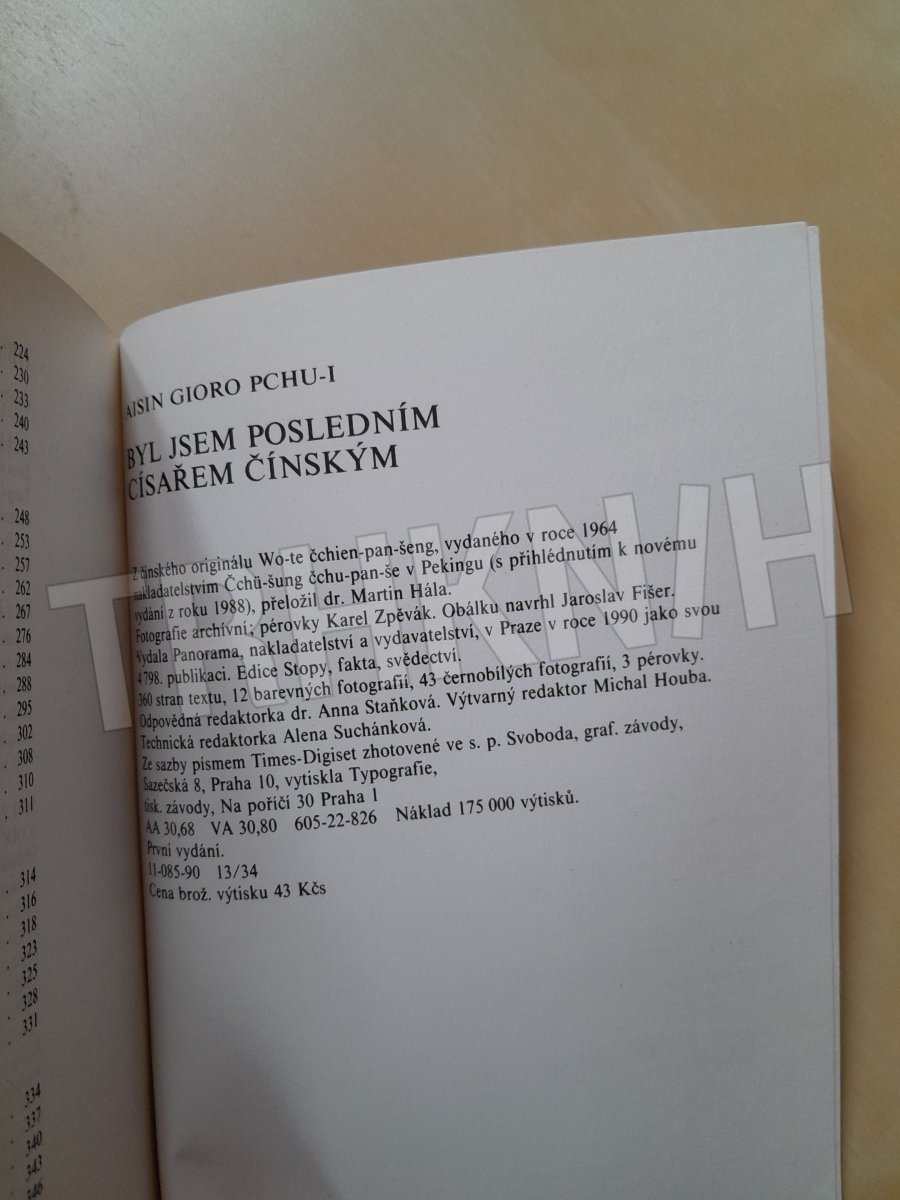 224
230
233
240
243
248
253
257
262
267
276
284
288
295
302
308
310
311
314
316
318
323
325
328
331
334
337
340
343
346
AISIN GIORO PCHU-I
BYL JSEM POSLEDNÍM
CÍSAŘEM ČÍNSKÝM
Z čínského originálu Wo-te čchien-pan-šeng, vydaného v roce 1964
nakladatelstvím Čchü-šung čchu-pan-še v Pekingu (s přihlédnutím k novému
vydání z roku 1988), přeložil dr. Martin Hála.
Fotografie archívní; pérovky Karel Zpěvák. Obálku navrhl Jaroslav Fišer.
Vydala Panorama, nakladatelství a vydavatelství, v Praze v roce 1990 jako svou
4798. publikaci. Edice Stopy, fakta, svědectví.
360 stran textu, 12 barevných fotografií, 43 černobílých fotografií, 3 pérovky.
Odpovědná redaktorka dr. Anna Staňková. Výtvarný redaktor Michal Houba.
Technická redaktorka Alena Suchánková.
Ze sazby písmem Times-Digiset zhotovené ve s. p. Svoboda, graf. závody,
Sazečská 8, Praha 10, vytiskla Typografie,
tisk. závody, Na poříčí 30 Praha 1
AA 30,68 VA 30,80 605-22-826 Náklad 175 000 výtisků.
První vydání.
11-085-90 13/34
Cena brož. výtisku 43 Kčs
TRHKNIH